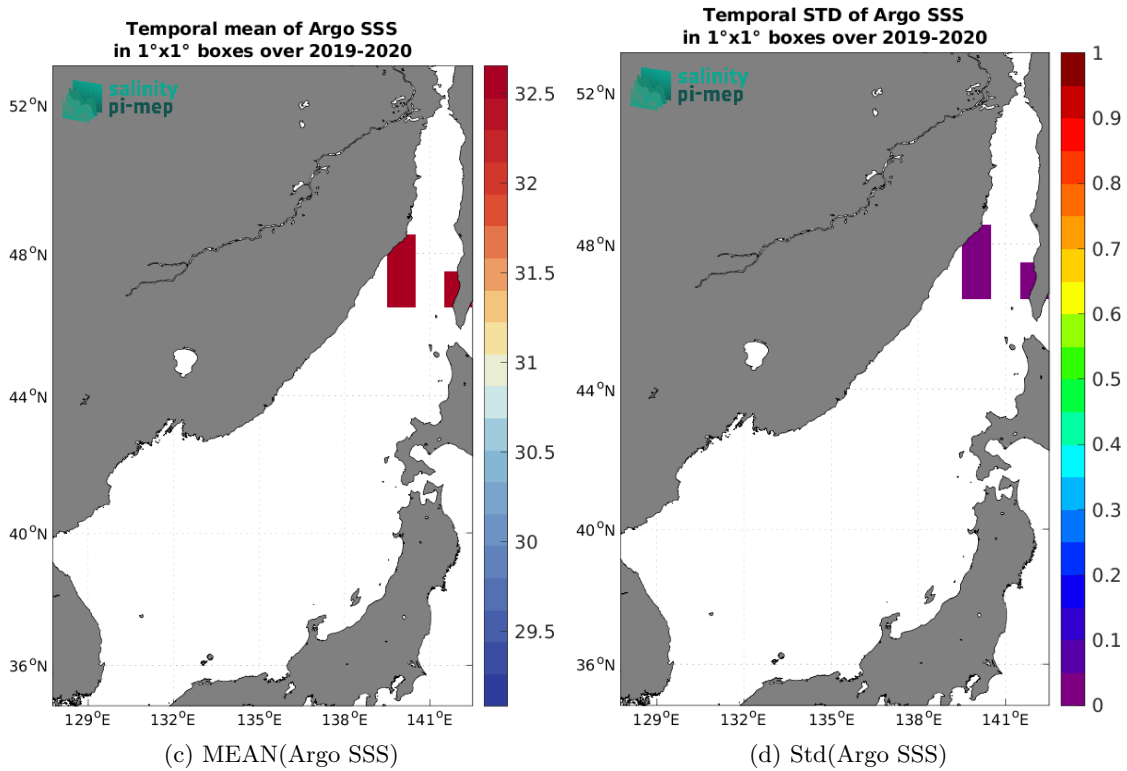 Temporal mean of Argo SSS
in 1°x1° boxes over 2019-2020
salinity
pi-mep
52°N
48°N
44°N
40°N
36°N
129°E
132°E
135°E
138°E
141°E
32.5
32
31.5
31
30.5
30
29.5
(c) MEAN(Argo SSS)
Temporal STD of Argo SSS
in 1°x1° boxes over 2019-2020
salinity
pi-mep
52°N
48°N
44°N
40°N
36°N
129°E
132°E
135°E
138°E
141°E
1
0.9
0.8
0.7
0.6
0.5
0.4
0.3
0.2
0.1
0
(d) Std(Argo SSS)